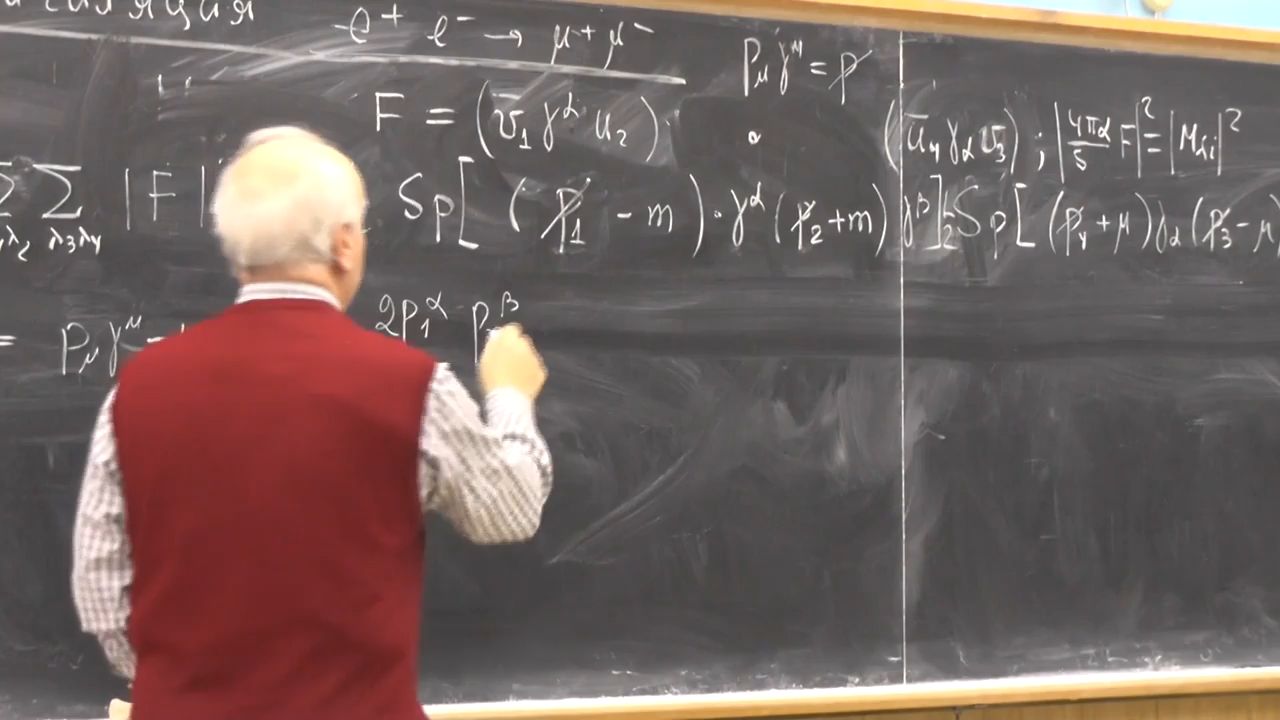 e⁺ e⁻ → μ⁺ μ⁻
p_μ γ^μ = p̸
F = (v̄₁ γ^α u₂) ∘ (ū₄ γ_α v₃) ; |4πα/s F|² = |M_fi|²
∑ ∑_{λ₃λ₄} |F| Sp[(p̸₁ - m) · γ^α (p̸₂ + m) γ^β] ½ Sp[(p̸₄ + μ) γ_α (p̸₃ - μ)
= p_μ γ^μ 2p₁^α p^β